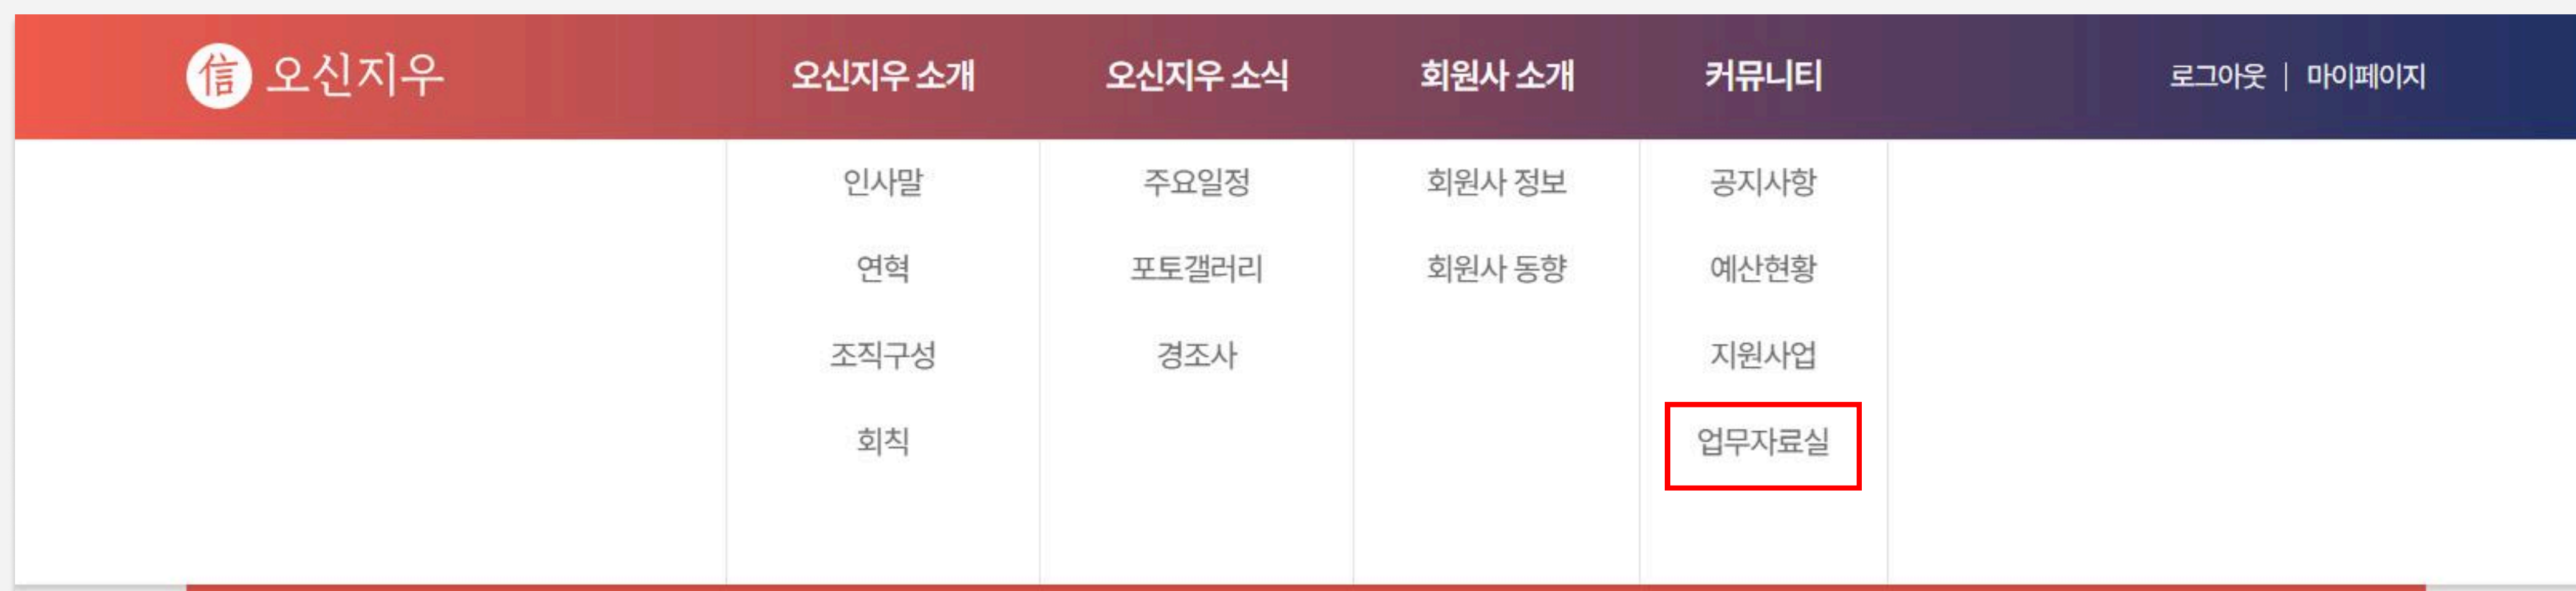 信 오신지우 오신지우 소개 오신지우 소식 회원사 소개 커뮤니티 로그아웃 | 마이페이지
인사말 주요일정 회원사 정보 공지사항
연혁 포토갤러리 회원사 동향 예산현황
조직구성 경조사 지원사업
회칙 업무자료실